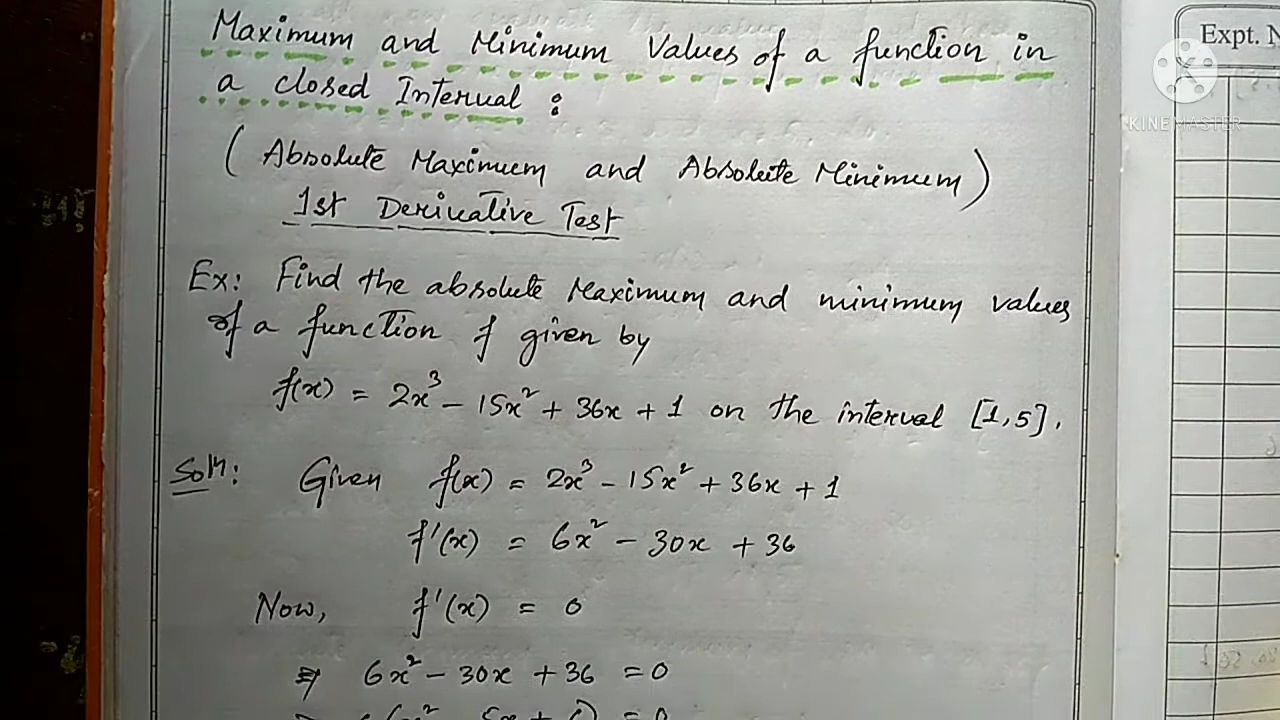 Maximum and Minimum Values of a function in
a closed Interval :
( Absolute Maximum and Absolute Minimum )
1st Derivative Test
Ex: Find the absolute Maximum and minimum values
of a function f given by
f(x) = 2x³ - 15x² + 36x + 1 on the interval [1,5].
Soln: Given f(x) = 2x³ - 15x² + 36x + 1
f'(x) = 6x² - 30x + 36
Now, f'(x) = 0
⇒ 6x² - 30x + 36 = 0
Expt. N
KINEMASTER